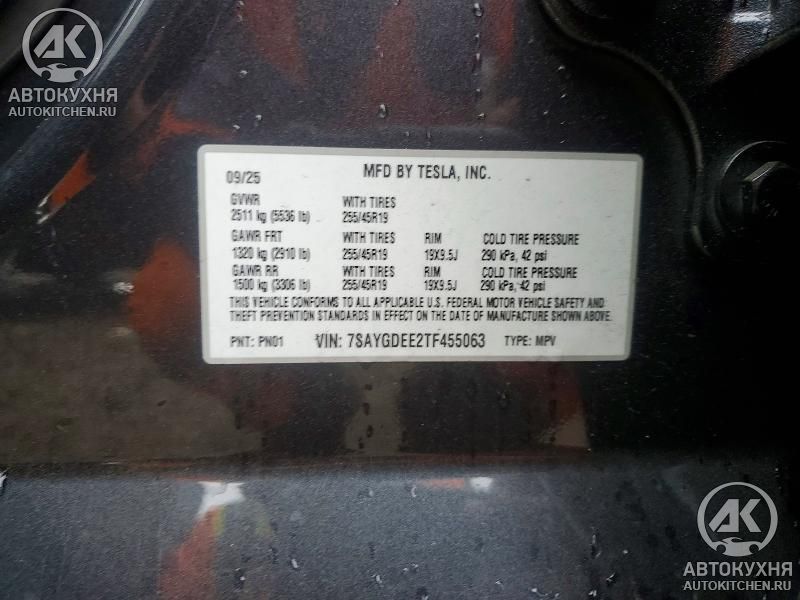 АК
АВТОКУХНЯ
AUTOKITCHEN.RU
09/25 MFD BY TESLA, INC.
GVWR WITH TIRES
2511 kg (5536 lb) 255/45R19
GAWR FRT WITH TIRES RIM COLD TIRE PRESSURE
1320 kg (2910 lb) 255/45R19 19X9.5J 290 kPa, 42 psi
GAWR RR WITH TIRES RIM COLD TIRE PRESSURE
1500 kg (3306 lb) 255/45R19 19X9.5J 290 kPa, 42 psi
THIS VEHICLE CONFORMS TO ALL APPLICABLE U.S. FEDERAL MOTOR VEHICLE SAFETY AND
THEFT PREVENTION STANDARDS IN EFFECT ON THE DATE OF MANUFACTURE SHOWN ABOVE.
PNT: PN01 VIN: 7SAYGDEE2TF455063 TYPE: MPV
АК
АВТОКУХНЯ
AUTOKITCHEN.RU